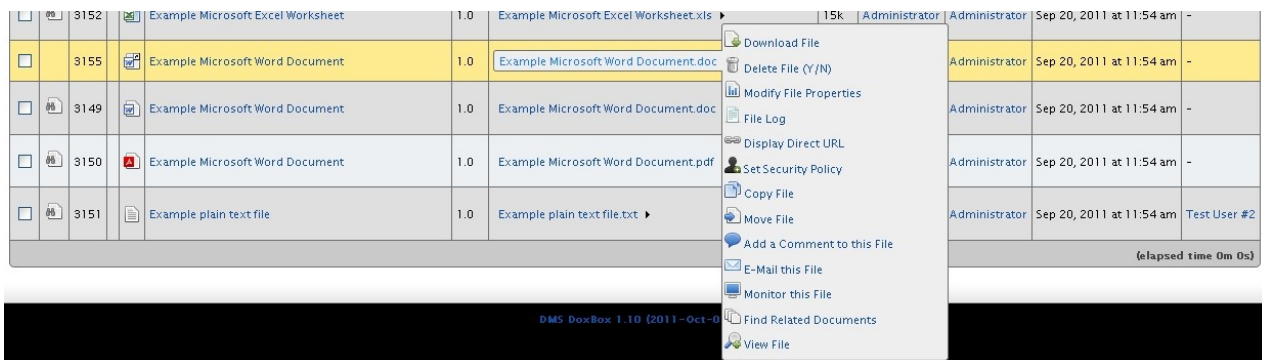 3152 Example Microsoft Excel Worksheet 1.0 Example Microsoft Excel Worksheet.xls 15k Administrator Administrator Sep 20, 2011 at 11:54 am -
3155 Example Microsoft Word Document 1.0 Example Microsoft Word Document.doc Administrator Sep 20, 2011 at 11:54 am -
3149 Example Microsoft Word Document 1.0 Example Microsoft Word Document.doc Administrator Sep 20, 2011 at 11:54 am -
3150 Example Microsoft Word Document 1.0 Example Microsoft Word Document.pdf Administrator Sep 20, 2011 at 11:54 am -
3151 Example plain text file 1.0 Example plain text file.txt Administrator Sep 20, 2011 at 11:54 am Test User #2
Download File
Delete File (Y/N)
Modify File Properties
File Log
Display Direct URL
Set Security Policy
Copy File
Move File
Add a Comment to this File
E-Mail this File
Monitor this File
Find Related Documents
View File
(elapsed time 0m 0s)
DMS DoxBox 1.10 (2011-Oct-0